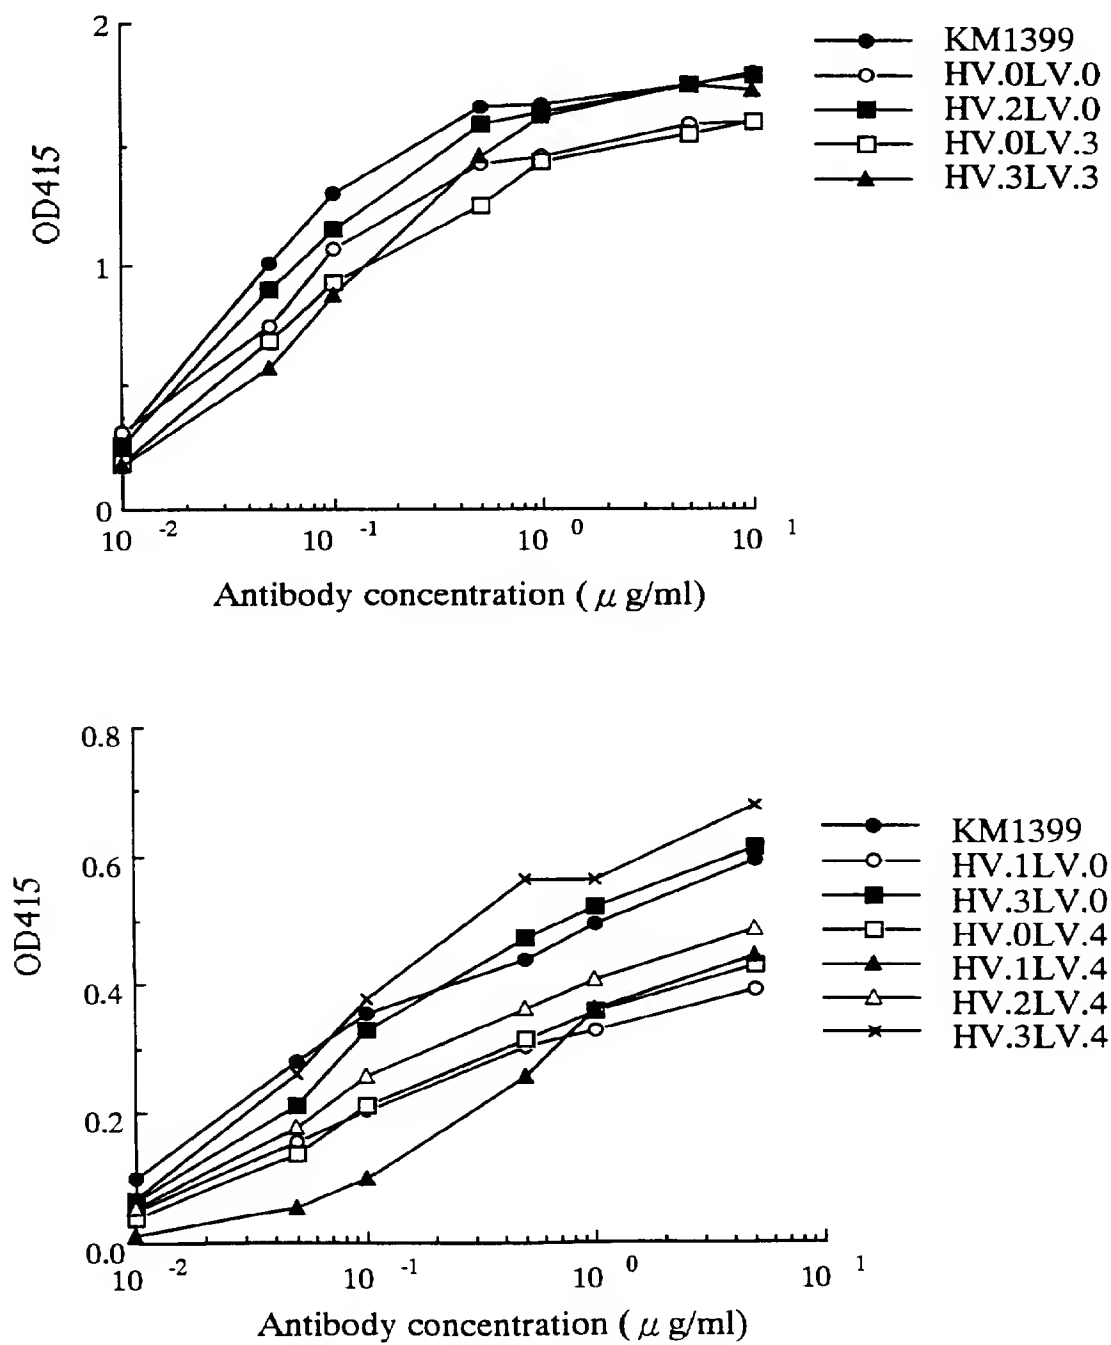 2
1
0
OD415
10 -2
10 -1
10 0
10 1
Antibody concentration ( μ g/ml)
KM1399
HV.0LV.0
HV.2LV.0
HV.0LV.3
HV.3LV.3
0.8
0.6
0.4
0.2
0.0
OD415
10 -2
10 -1
10 0
10 1
Antibody concentration ( μ g/ml)
KM1399
HV.1LV.0
HV.3LV.0
HV.0LV.4
HV.1LV.4
HV.2LV.4
HV.3LV.4